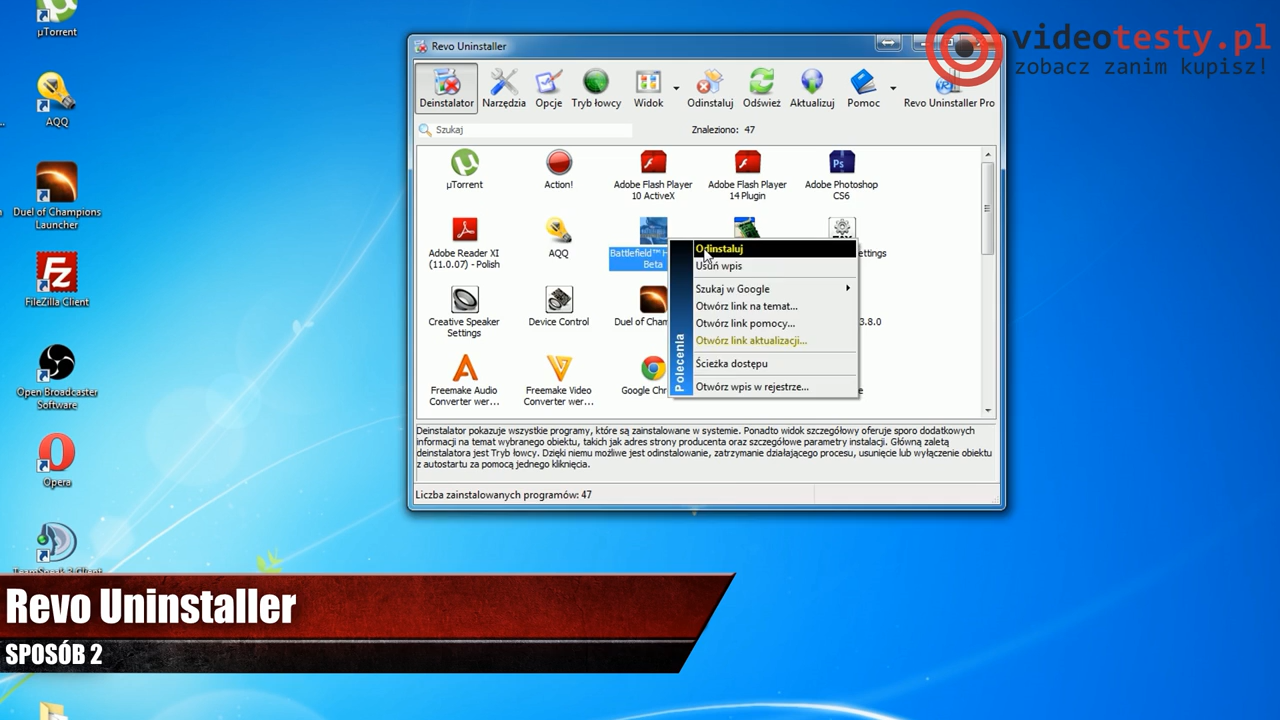 µTorrent
AQQ
Duel of Champions
Launcher
FileZilla Client
Open Broadcaster
Software
Opera
TeamSpeak 3 Client
Revo Uninstaller
videotesty.pl
zobacz zanim kupisz!
Deinstalator
Narzędzia
Opcje
Tryb łowcy
Widok
Odinstaluj
Odśwież
Aktualizuj
Pomoc
Revo Uninstaller Pro
Szukaj
Znaleziono: 47
µTorrent
Action!
Adobe Flash Player
10 ActiveX
Adobe Flash Player
14 Plugin
Adobe Photoshop
CS6
Adobe Reader XI
(11.0.07) - Polish
AQQ
Battlefield™ H
Beta
ettings
Creative Speaker
Settings
Device Control
Duel of Cham
.3.8.0
Freemake Audio
Converter wer...
Freemake Video
Converter wer...
Google Chr
Polecenia
Odinstaluj
Usuń wpis
Szukaj w Google
Otwórz link na temat...
Otwórz link pomocy...
Otwórz link aktualizacji...
Ścieżka dostępu
Otwórz wpis w rejestrze...
Deinstalator pokazuje wszystkie programy, które są zainstalowane w systemie. Ponadto widok szczegółowy oferuje sporo dodatkowych
informacji na temat wybranego obiektu, takich jak adres strony producenta oraz szczegółowe parametry instalacji. Główną zaletą
deinstalatora jest Tryb łowcy. Dzięki niemu możliwe jest odinstalowanie, zatrzymanie działającego procesu, usunięcie lub wyłączenie obiektu
z autostartu za pomocą jednego kliknięcia.
Liczba zainstalowanych programów: 47
Revo Uninstaller
SPOSÓB 2